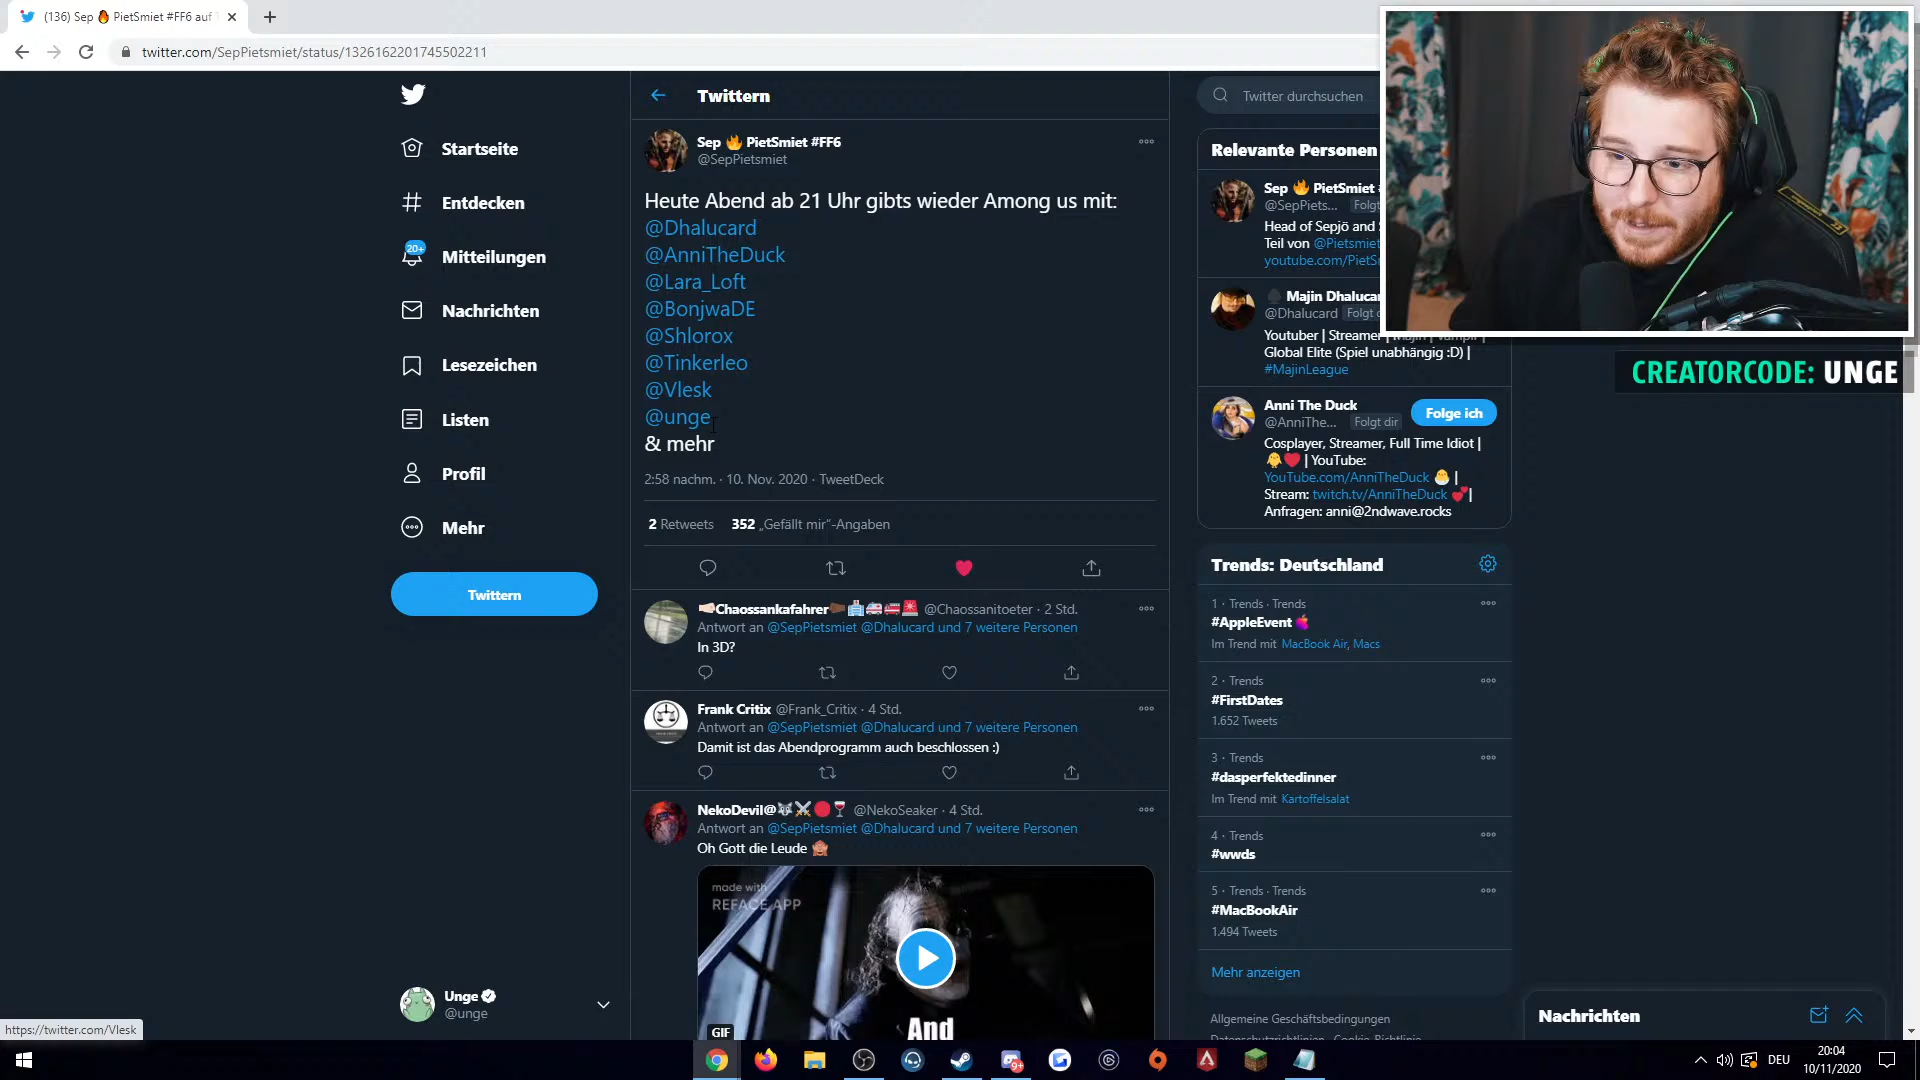 (136) Sep 🔥 PietSmiet #FF6 auf
twitter.com/SepPietsmiet/status/1326162201745502211
Startseite
Entdecken
20+
Mitteilungen
Nachrichten
Lesezeichen
Listen
Profil
Mehr
Twittern
Unge
@unge
https://twitter.com/Vlesk
Twittern
Sep 🔥 PietSmiet #FF6
@SepPietsmiet
Heute Abend ab 21 Uhr gibts wieder Among us mit:
@Dhalucard
@AnniTheDuck
@Lara_Loft
@BonjwaDE
@Shlorox
@Tinkerleo
@Vlesk
@unge
& mehr
2:58 nachm. · 10. Nov. 2020 · TweetDeck
2 Retweets 352 „Gefällt mir“-Angaben
Chaossankafahrer @Chaossanitoeter · 2 Std.
Antwort an @SepPietsmiet @Dhalucard und 7 weitere Personen
In 3D?
Frank Critix @Frank_Critix · 4 Std.
Antwort an @SepPietsmiet @Dhalucard und 7 weitere Personen
Damit ist das Abendprogramm auch beschlossen :)
NekoDevil@🐺⚔🔴🍷 @NekoSeaker · 4 Std.
Antwort an @SepPietsmiet @Dhalucard und 7 weitere Personen
Oh Gott die Leude 🙈
made with
REFACE APP
GIF
And
Twitter durchsuchen
Relevante Personen
Sep 🔥 PietSmiet
@SepPiets... Folgt
Head of Sepjö and
Teil von @Pietsmiet
youtube.com/PietS
Majin Dhalucar
@Dhalucard Folgt d
Youtuber | Streamer | Majin | Vampir |
Global Elite (Spiel unabhängig :D) |
#MajinLeague
Anni The Duck
@AnniThe... Folgt dir
Folge ich
Cosplayer, Streamer, Full Time Idiot |
🐥❤️ | YouTube:
YouTube.com/AnniTheDuck 🐣 |
Stream: twitch.tv/AnniTheDuck 💕|
Anfragen: anni@2ndwave.rocks
CREATORCODE: UNGE
Trends: Deutschland
1 · Trends · Trends
#AppleEvent
Im Trend mit MacBook Air, Macs
2 · Trends
#FirstDates
1.652 Tweets
3 · Trends
#dasperfektedinner
Im Trend mit Kartoffelsalat
4 · Trends
#wwds
5 · Trends · Trends
#MacBookAir
1.494 Tweets
Mehr anzeigen
Allgemeine Geschäftsbedingungen
Datenschutzrichtlinien Cookie-Richtlinie
Nachrichten
9+
DEU
20:04
10/11/2020